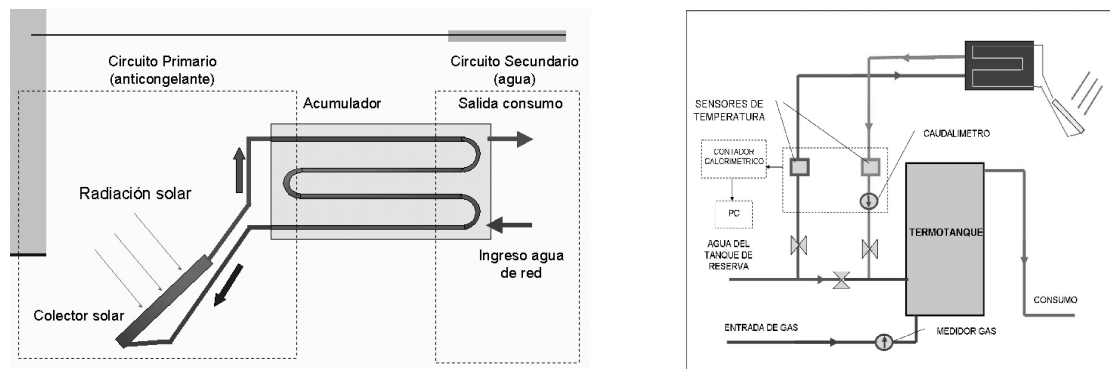 Circuito Primario
(anticongelante)
Circuito Secundario
(agua)
Acumulador
Salida consumo
Radiación solar
Ingreso agua
de red
Colector solar
SENSORES DE
TEMPERATURA
CAUDALIMETRO
CONTADOR
CALORIMETRICO
PC
TERMOTANQUE
AGUA DEL
TANQUE DE
RESERVA
CONSUMO
ENTRADA DE GAS
MEDIDOR GAS